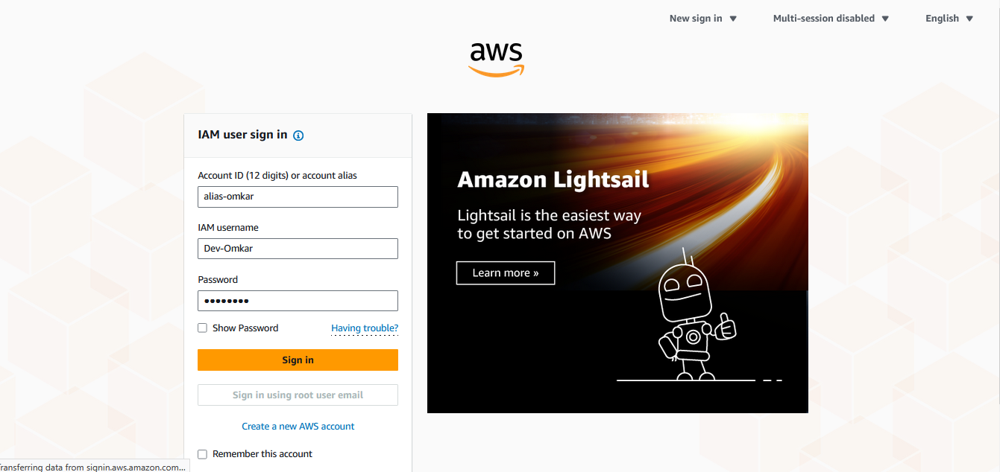 New sign in
Multi-session disabled
English
aws
IAM user sign in
Account ID (12 digits) or account alias
alias-omkar
IAM username
Dev-Omkar
Password
••••••••
Show Password
Having trouble?
Sign in
Sign in using root user email
Create a new AWS account
Remember this account
Amazon Lightsail
Lightsail is the easiest way
to get started on AWS
Learn more »
ransferring data from signin.aws.amazon.com...